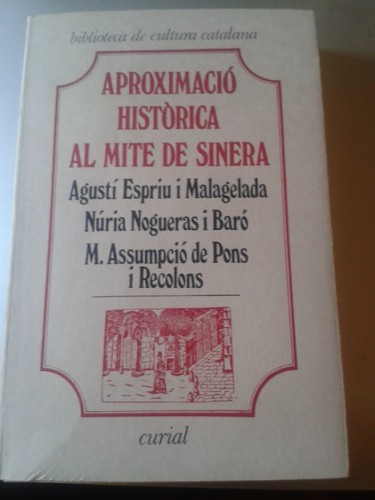 biblioteca de cultura catalana
APROXIMACIÓ
HISTÒRICA
AL MITE DE SINERA
Agustí Espriu i Malagelada
Núria Nogueras i Baró
M. Assumpció de Pons
i Recolons
curial